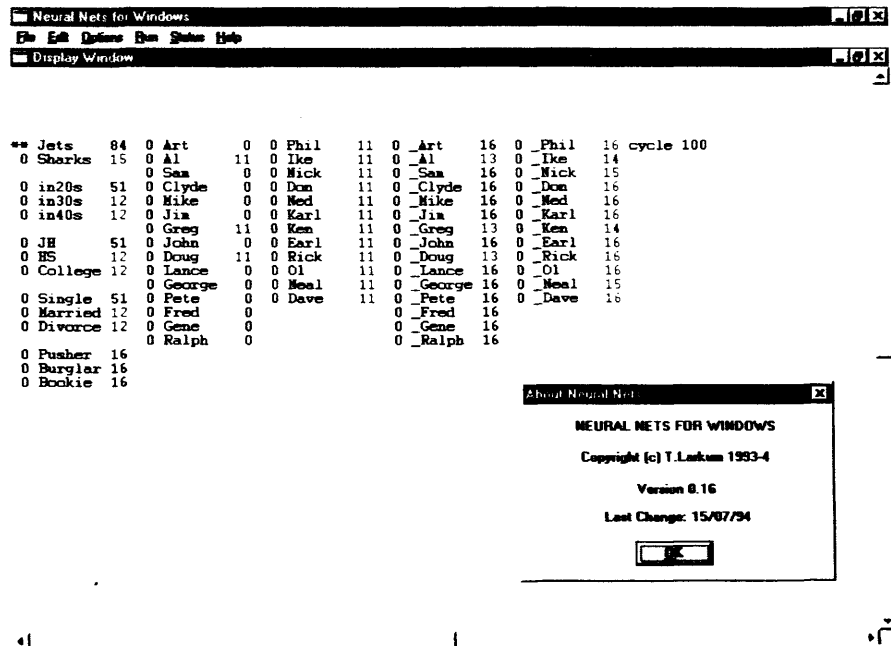 Neural Nets for Windows
File Edit Options Run Status Help
Display Window
** Jets 84 0 Art 0 0 Phil 11 0 _Art 16 0 _Phil 16 cycle 100
0 Sharks 15 0 Al 11 0 Ike 11 0 _Al 13 0 _Ike 14
0 Sam 0 0 Nick 11 0 _Sam 16 0 _Nick 15
0 in20s 51 0 Clyde 0 0 Don 11 0 _Clyde 16 0 _Don 16
0 in30s 12 0 Mike 0 0 Ned 11 0 _Mike 16 0 _Ned 16
0 in40s 12 0 Jim 0 0 Karl 11 0 _Jim 16 0 _Karl 16
0 Greg 11 0 Ken 11 0 _Greg 13 0 _Ken 14
0 JH 51 0 John 0 0 Earl 11 0 _John 16 0 _Earl 16
0 HS 12 0 Doug 11 0 Rick 11 0 _Doug 13 0 _Rick 16
0 College 12 0 Lance 0 0 Ol 11 0 _Lance 16 0 _Ol 16
0 George 0 0 Neal 11 0 _George 16 0 _Neal 15
0 Single 51 0 Pete 0 0 Dave 11 0 _Pete 16 0 _Dave 16
0 Married 12 0 Fred 0 0 _Fred 16
0 Divorce 12 0 Gene 0 0 _Gene 16
0 Ralph 0 0 _Ralph 16
0 Pusher 16
0 Burglar 16
0 Bookie 16
About Neural Nets
NEURAL NETS FOR WINDOWS
Copyright (c) T.Larkum 1993-4
Version 0.16
Last Change: 15/07/94
OK